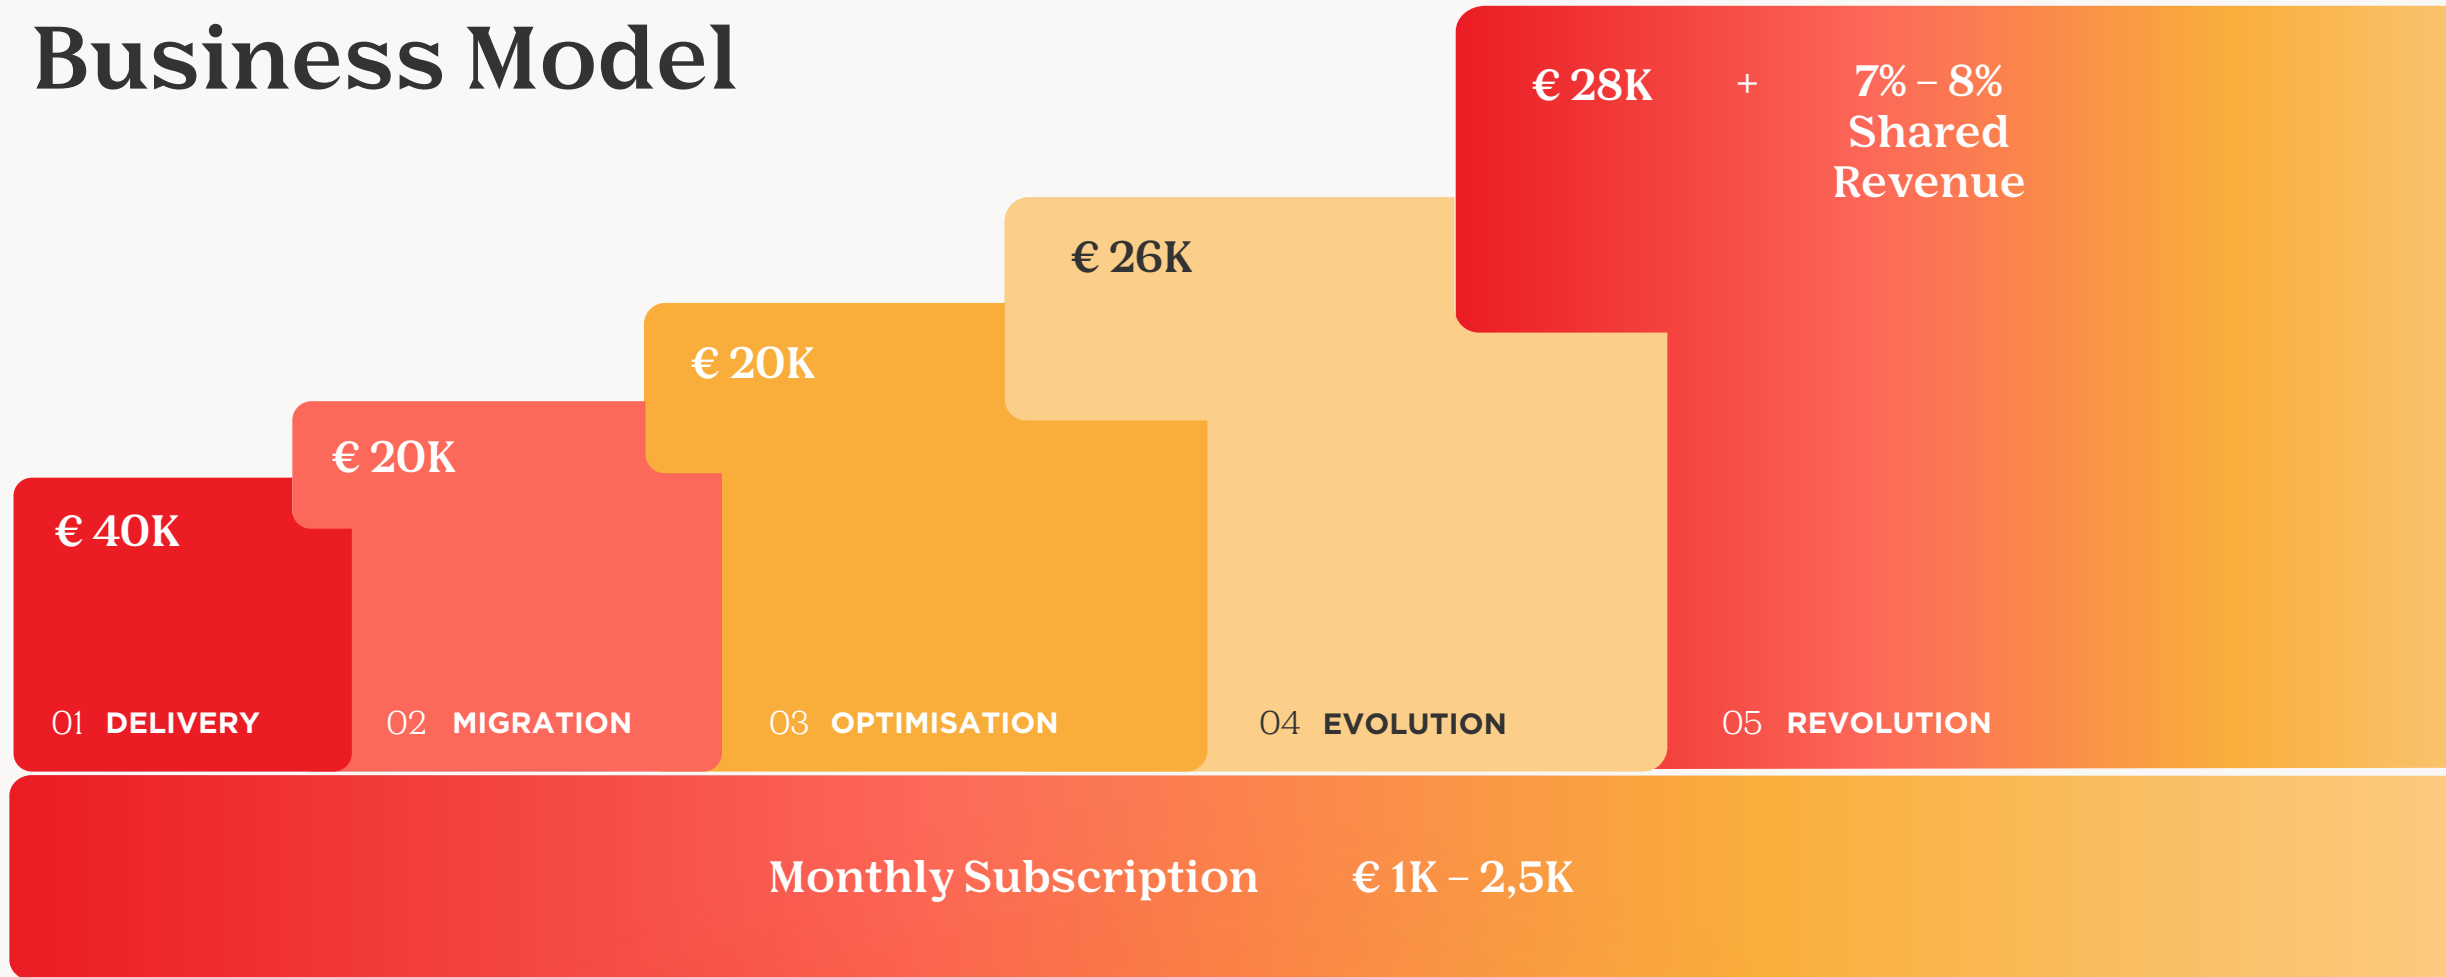 Business Model
€ 28K + 7% – 8%
Shared
Revenue
€ 26K
€ 20K
€ 20K
€ 40K
01 DELIVERY 02 MIGRATION 03 OPTIMISATION 04 EVOLUTION 05 REVOLUTION
Monthly Subscription € 1K – 2,5K